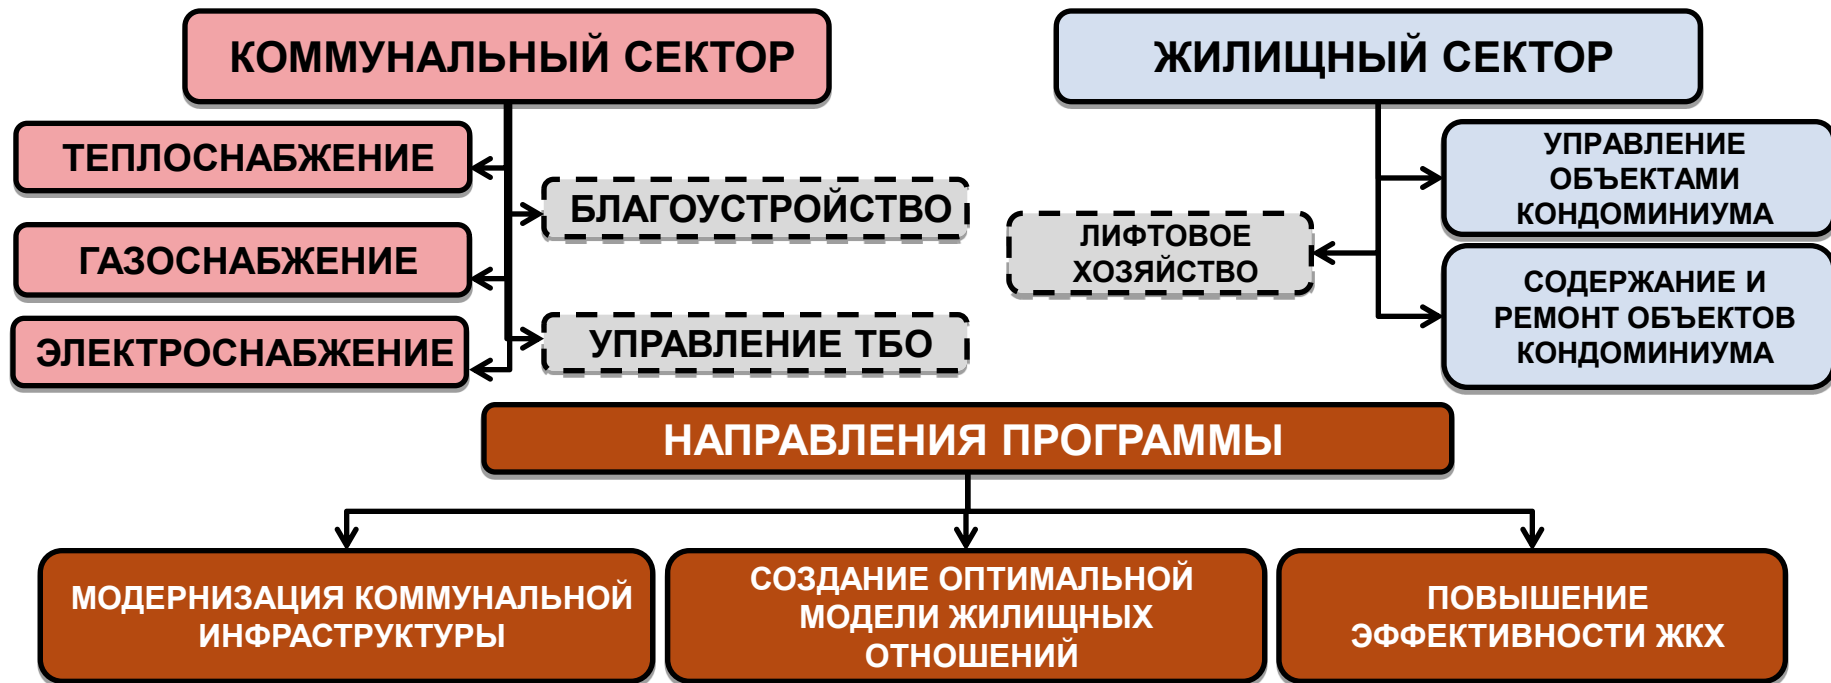 КОММУНАЛЬНЫЙ СЕКТОР
ТЕПЛОСНАБЖЕНИЕ
ГАЗОСНАБЖЕНИЕ
ЭЛЕКТРОСНАБЖЕНИЕ
БЛАГОУСТРОЙСТВО
УПРАВЛЕНИЕ ТБО
ЖИЛИЩНЫЙ СЕКТОР
ЛИФТОВОЕ
ХОЗЯЙСТВО
УПРАВЛЕНИЕ
ОБЪЕКТАМИ
КОНДОМИНИУМА
СОДЕРЖАНИЕ И
РЕМОНТ ОБЪЕКТОВ
КОНДОМИНИУМА
НАПРАВЛЕНИЯ ПРОГРАММЫ
МОДЕРНИЗАЦИЯ КОММУНАЛЬНОЙ
ИНФРАСТРУКТУРЫ
СОЗДАНИЕ ОПТИМАЛЬНОЙ
МОДЕЛИ ЖИЛИЩНЫХ
ОТНОШЕНИЙ
ПОВЫШЕНИЕ
ЭФФЕКТИВНОСТИ ЖКХ